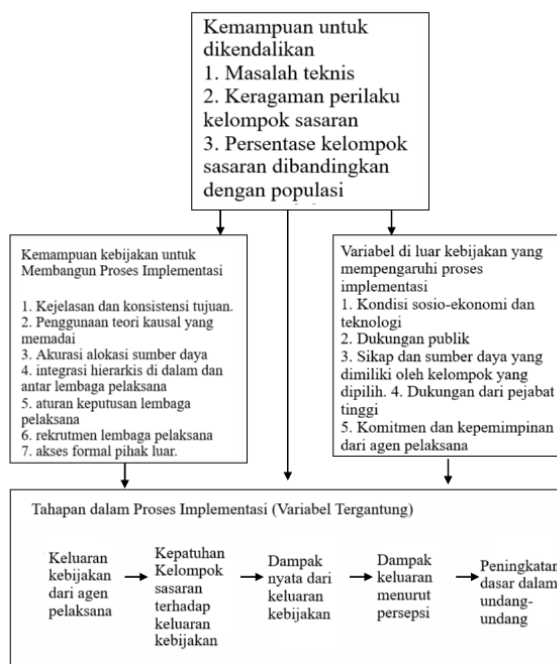 Kemampuan untuk
dikendalikan
1. Masalah teknis
2. Keragaman perilaku
kelompok sasaran
3. Persentase kelompok
sasaran dibandingkan
dengan populasi
Kemampuan kebijakan untuk
Membangun Proses Implementasi
1. Kejelasan dan konsistensi tujuan.
2. Penggunaan teori kausal yang
memadai
3. Akurasi alokasi sumber daya
4. integrasi hierarkis di dalam dan
antar lembaga pelaksana
5. aturan keputusan lembaga
pelaksana
6. rekrutmen lembaga pelaksana
7. akses formal pihak luar.
Variabel di luar kebijakan yang
mempengaruhi proses
implementasi
1. Kondisi sosio-ekonomi dan
teknologi
2. Dukungan publik
3. Sikap dan sumber daya yang
dimiliki oleh kelompok yang
dipilih. 4. Dukungan dari pejabat
tinggi
5. Komitmen dan kepemimpinan
dari agen pelaksana
Tahapan dalam Proses Implementasi (Variabel Tergantung)
Keluaran
kebijakan
dari agen
pelaksana
Kepatuhan
Kelompok
sasaran
terhadap
keluaran
kebijakan
Dampak
nyata dari
keluaran
kebijakan
Dampak
keluaran
menurut
persepsi
Peningkatan
dasar dalam
undang-
undang